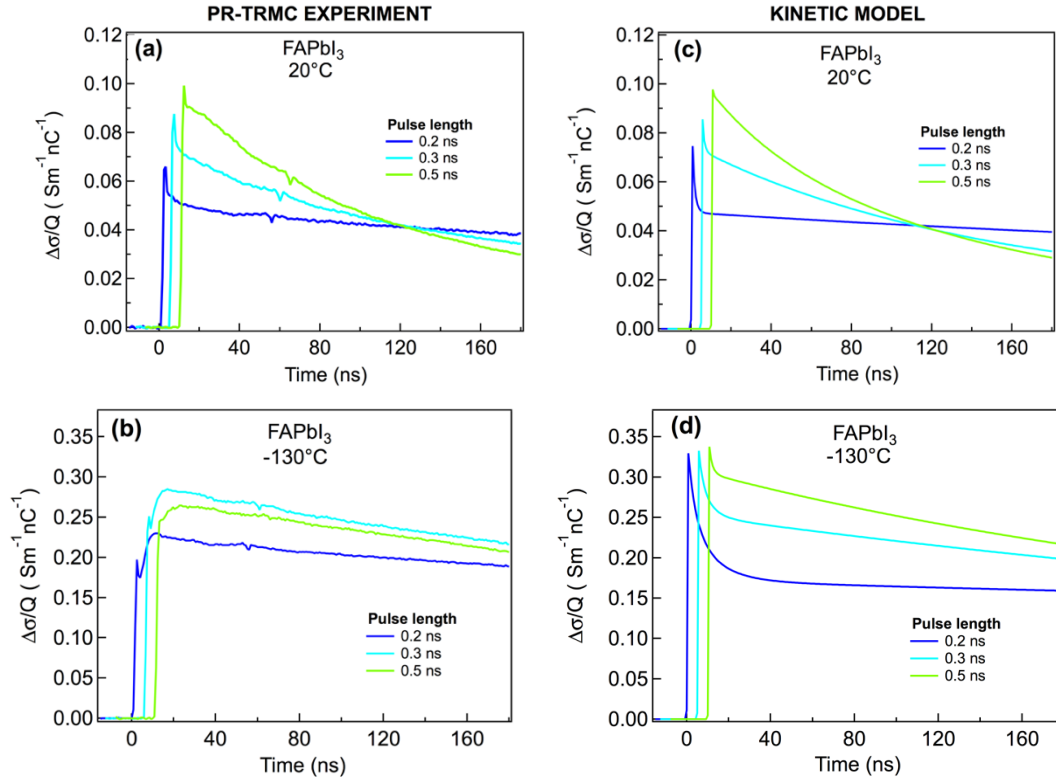 PR-TRMC EXPERIMENT
KINETIC MODEL
(a)
FAPbI₃
20°C
Pulse length
0.2 ns
0.3 ns
0.5 ns
Δσ/Q ( Sm⁻¹nC⁻¹)
0.12
0.10
0.08
0.06
0.04
0.02
0.00
0 40 80 120 160
Time (ns)
(c)
FAPbI₃
20°C
Pulse length
0.2 ns
0.3 ns
0.5 ns
Δσ/Q ( Sm⁻¹nC⁻¹)
0.12
0.10
0.08
0.06
0.04
0.02
0.00
0 40 80 120 160
Time (ns)
(b)
FAPbI₃
-130°C
Pulse length
0.2 ns
0.3 ns
0.5 ns
Δσ/Q ( Sm⁻¹nC⁻¹)
0.35
0.30
0.25
0.20
0.15
0.10
0.05
0.00
0 40 80 120 160
Time (ns)
(d)
FAPbI₃
-130°C
Pulse length
0.2 ns
0.3 ns
0.5 ns
Δσ/Q ( Sm⁻¹nC⁻¹)
0.35
0.30
0.25
0.20
0.15
0.10
0.05
0.00
0 40 80 120 160
Time (ns)